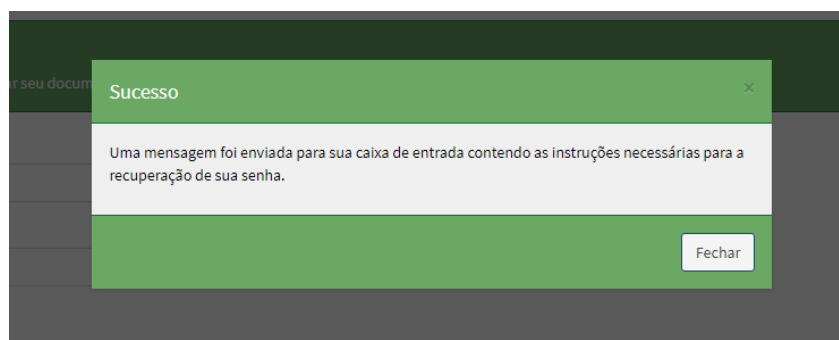 ar seu docum
Sucesso
×
Uma mensagem foi enviada para sua caixa de entrada contendo as instruções necessárias para a
recuperação de sua senha.
Fechar